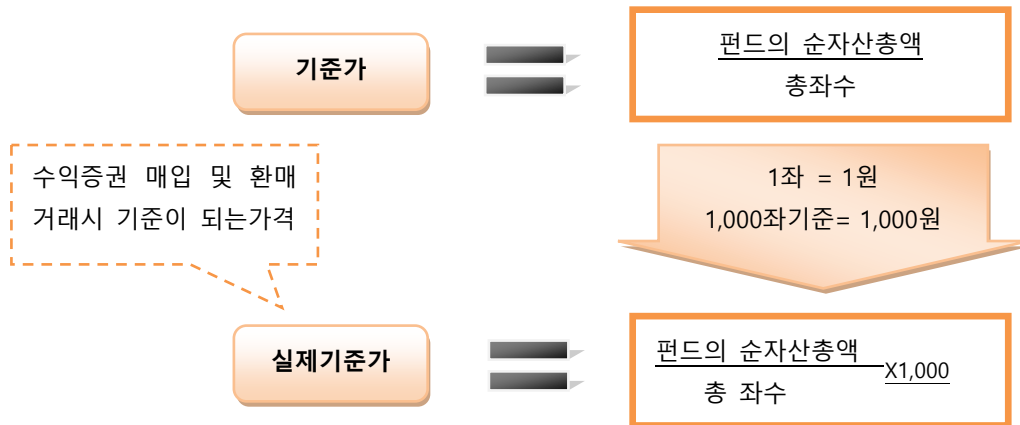 기준가
펀드의 순자산총액
총좌수
수익증권 매입 및 환매
거래시 기준이 되는가격
1좌 = 1원
1,000좌기준= 1,000원
실제기준가
펀드의 순자산총액
X1,000
총 좌수